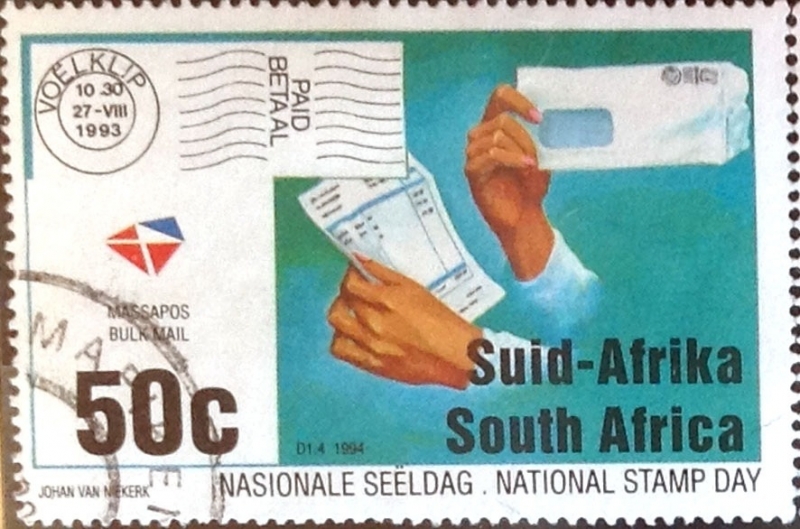 VOËLKLIP
10.30
27-VIII
1993
PAID
BETAAL
MASSAPOS
BULK MAIL
50c
Suid-Afrika
South Africa
D1.4 1994
JOHAN VAN NIEKERK
NASIONALE SEËLDAG . NATIONAL STAMP DAY